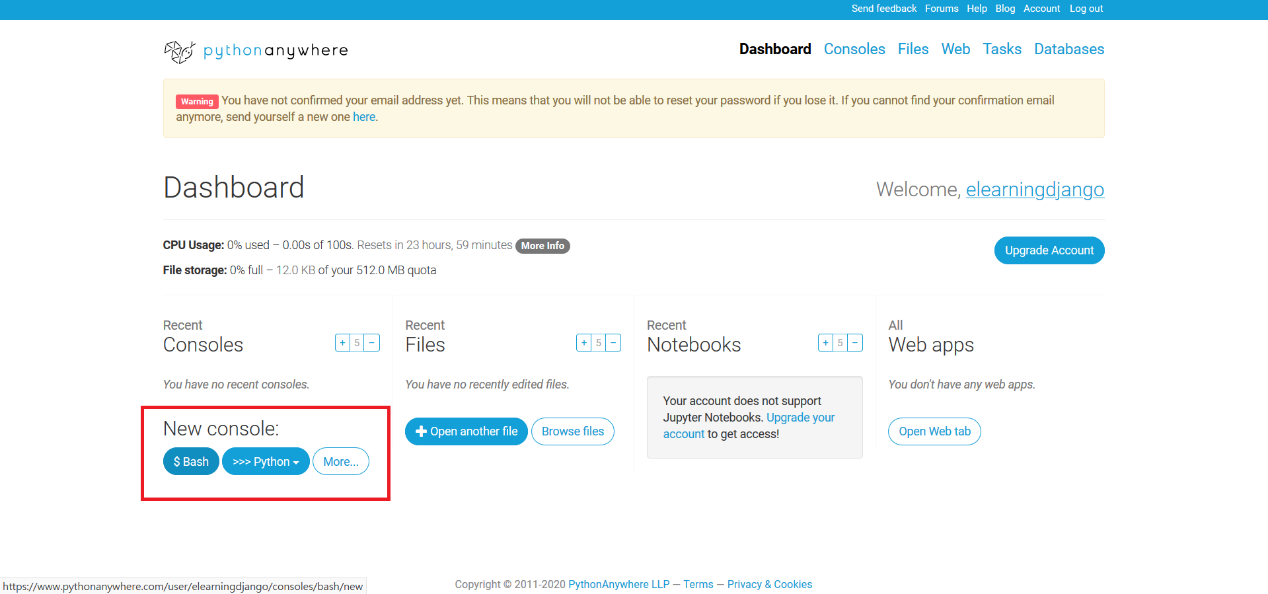 Send feedback Forums Help Blog Account Log out
pythonanywhere
Dashboard Consoles Files Web Tasks Databases
Warning You have not confirmed your email address yet. This means that you will not be able to reset your password if you lose it. If you cannot find your confirmation email
anymore, send yourself a new one here.
Dashboard
Welcome, elearningdjango
CPU Usage: 0% used – 0.00s of 100s. Resets in 23 hours, 59 minutes More Info
Upgrade Account
File storage: 0% full – 12.0 KB of your 512.0 MB quota
Recent
Consoles
+ 5 −
You have no recent consoles.
New console:
$ Bash >>> Python More...
Recent
Files
+ 5 −
You have no recently edited files.
Open another file Browse files
Recent
Notebooks
+ 5 −
Your account does not support
Jupyter Notebooks. Upgrade your
account to get access!
All
Web apps
You don't have any web apps.
Open Web tab
Copyright © 2011-2020 PythonAnywhere LLP — Terms — Privacy & Cookies
https://www.pythonanywhere.com/user/elearningdjango/consoles/bash/new